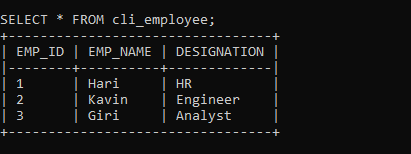 SELECT * FROM cli_employee;
+---------------------------------+
| EMP_ID | EMP_NAME | DESIGNATION |
|--------+----------+-------------|
| 1      | Hari     | HR          |
| 2      | Kavin    | Engineer    |
| 3      | Giri     | Analyst     |
+---------------------------------+